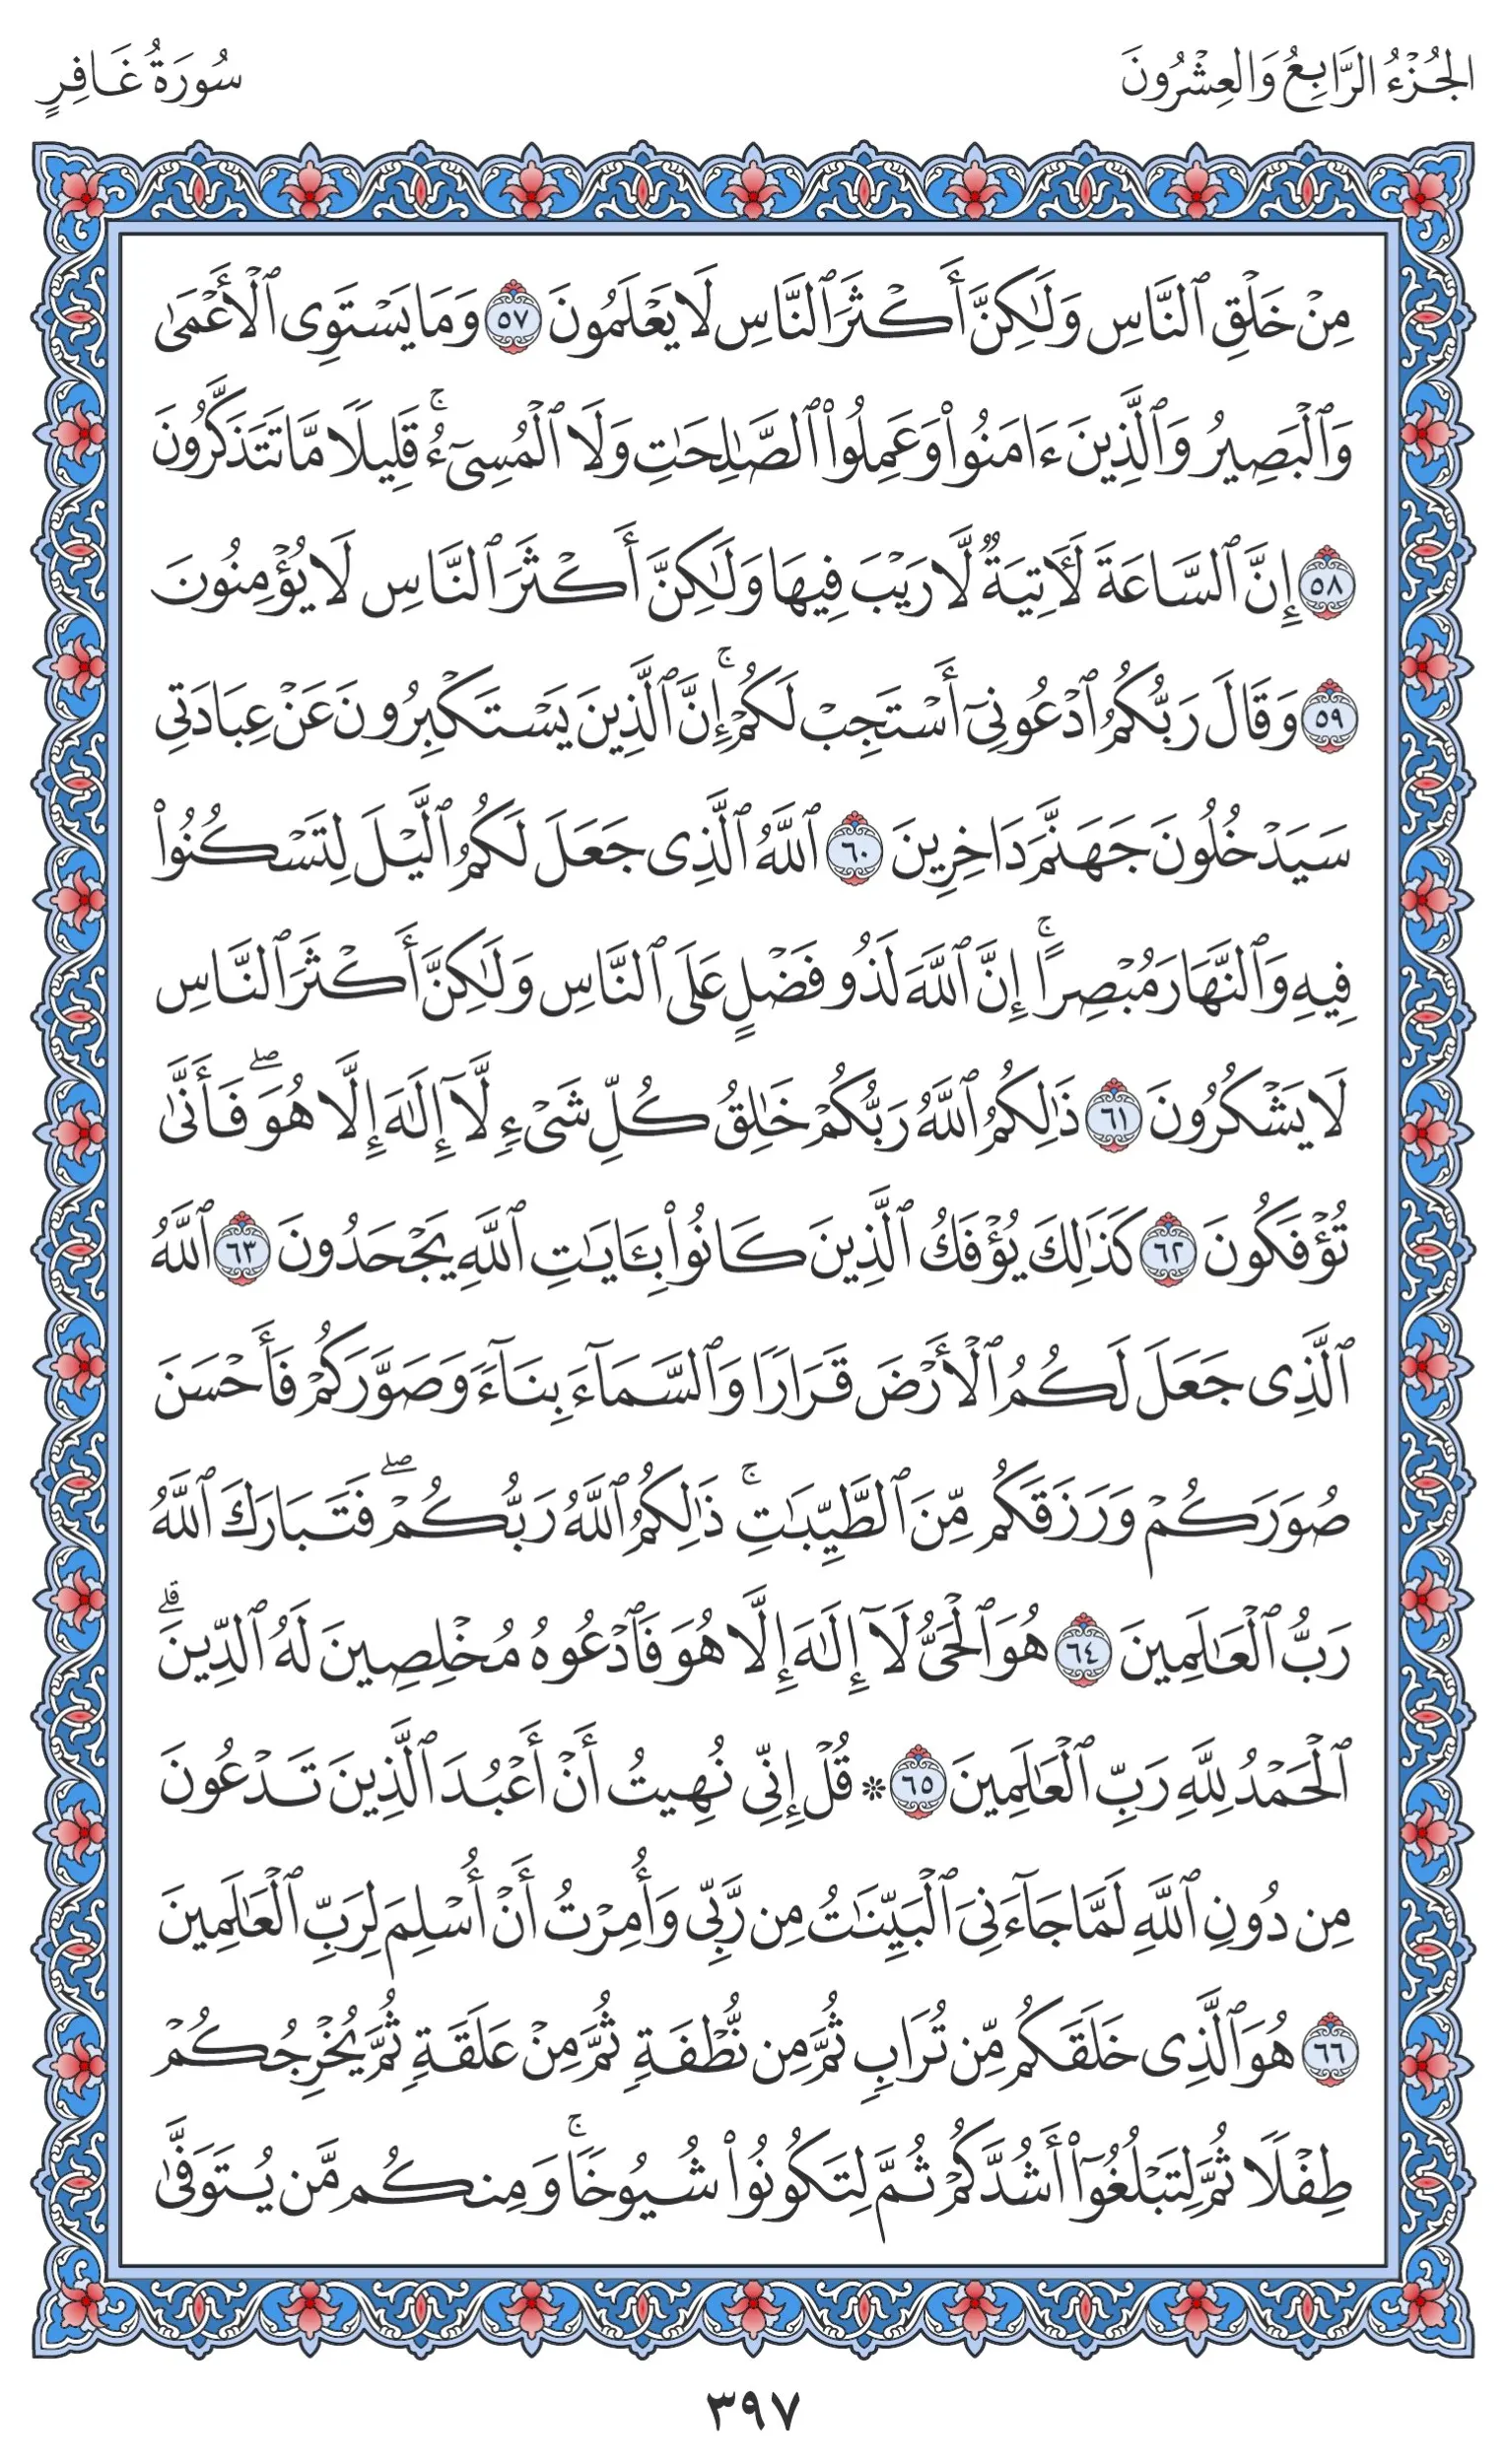 الجُزْءُ الرَّابِعُ وَالعِشْرُونَ
سُورَةُ غَافِرٍ
مِنْ خَلْقِ ٱلنَّاسِ وَلَٰكِنَّ أَكْثَرَ ٱلنَّاسِ لَا يَعْلَمُونَ ٥٧ وَمَا يَسْتَوِى ٱلْأَعْمَىٰ
وَٱلْبَصِيرُ وَٱلَّذِينَ ءَامَنُوا۟ وَعَمِلُوا۟ ٱلصَّٰلِحَٰتِ وَلَا ٱلْمُسِىٓءُ ۚ قَلِيلًا مَّا تَتَذَكَّرُونَ
٥٨ إِنَّ ٱلسَّاعَةَ لَـَٔاتِيَةٌ لَّا رَيْبَ فِيهَا وَلَٰكِنَّ أَكْثَرَ ٱلنَّاسِ لَا يُؤْمِنُونَ
٥٩ وَقَالَ رَبُّكُمُ ٱدْعُونِىٓ أَسْتَجِبْ لَكُمْ ۚ إِنَّ ٱلَّذِينَ يَسْتَكْبِرُونَ عَنْ عِبَادَتِى
سَيَدْخُلُونَ جَهَنَّمَ دَاخِرِينَ ٦٠ ٱللَّهُ ٱلَّذِى جَعَلَ لَكُمُ ٱلَّيْلَ لِتَسْكُنُوا۟
فِيهِ وَٱلنَّهَارَ مُبْصِرًا ۚ إِنَّ ٱللَّهَ لَذُو فَضْلٍ عَلَى ٱلنَّاسِ وَلَٰكِنَّ أَكْثَرَ ٱلنَّاسِ
لَا يَشْكُرُونَ ٦١ ذَٰلِكُمُ ٱللَّهُ رَبُّكُمْ خَٰلِقُ كُلِّ شَىْءٍ لَّآ إِلَٰهَ إِلَّا هُوَ ۖ فَأَنَّىٰ
تُؤْفَكُونَ ٦٢ كَذَٰلِكَ يُؤْفَكُ ٱلَّذِينَ كَانُوا۟ بِـَٔايَٰتِ ٱللَّهِ يَجْحَدُونَ ٦٣ ٱللَّهُ
ٱلَّذِى جَعَلَ لَكُمُ ٱلْأَرْضَ قَرَارًا وَٱلسَّمَآءَ بِنَآءً وَصَوَّرَكُمْ فَأَحْسَنَ
صُوَرَكُمْ وَرَزَقَكُم مِّنَ ٱلطَّيِّبَٰتِ ۚ ذَٰلِكُمُ ٱللَّهُ رَبُّكُمْ ۖ فَتَبَارَكَ ٱللَّهُ
رَبُّ ٱلْعَٰلَمِينَ ٦٤ هُوَ ٱلْحَىُّ لَآ إِلَٰهَ إِلَّا هُوَ فَٱدْعُوهُ مُخْلِصِينَ لَهُ ٱلدِّينَ ۗ
ٱلْحَمْدُ لِلَّهِ رَبِّ ٱلْعَٰلَمِينَ ٦٥ * قُلْ إِنِّى نُهِيتُ أَنْ أَعْبُدَ ٱلَّذِينَ تَدْعُونَ
مِن دُونِ ٱللَّهِ لَمَّا جَآءَنِىَ ٱلْبَيِّنَٰتُ مِن رَّبِّى وَأُمِرْتُ أَنْ أُسْلِمَ لِرَبِّ ٱلْعَٰلَمِينَ
٦٦ هُوَ ٱلَّذِى خَلَقَكُم مِّن تُرَابٍ ثُمَّ مِن نُّطْفَةٍ ثُمَّ مِنْ عَلَقَةٍ ثُمَّ يُخْرِجُكُمْ
طِفْلًا ثُمَّ لِتَبْلُغُوٓا۟ أَشُدَّكُمْ ثُمَّ لِتَكُونُوا۟ شُيُوخًا ۚ وَمِنكُم مَّن يُتَوَفَّىٰ
٣٩٧